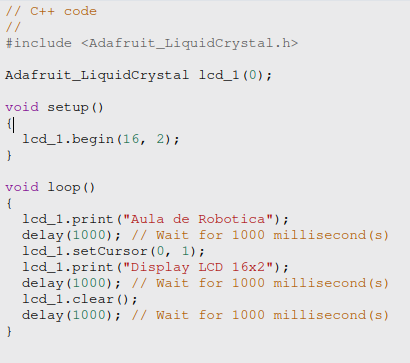 // C++ code
//
#include <Adafruit_LiquidCrystal.h>

Adafruit_LiquidCrystal lcd_1(0);

void setup()
{
  lcd_1.begin(16, 2);
}

void loop()
{
  lcd_1.print("Aula de Robotica");
  delay(1000); // Wait for 1000 millisecond(s)
  lcd_1.setCursor(0, 1);
  lcd_1.print("Display LCD 16x2");
  delay(1000); // Wait for 1000 millisecond(s)
  lcd_1.clear();
  delay(1000); // Wait for 1000 millisecond(s)
}